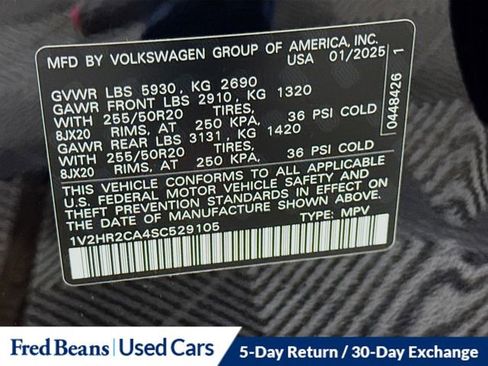 MFD BY VOLKSWAGEN GROUP OF AMERICA, INC.
USA 01/2025
GVWR LBS 5930, KG 2690
GAWR FRONT LBS 2910, KG 1320
WITH 255/50R20 TIRES,
8JX20 RIMS, AT 250 KPA, 36 PSI COLD
GAWR REAR LBS 3131, KG 1420
WITH 255/50R20 TIRES,
8JX20 RIMS, AT 250 KPA, 36 PSI COLD
THIS VEHICLE CONFORMS TO ALL APPLICABLE
U.S. FEDERAL MOTOR VEHICLE SAFETY AND
THEFT PREVENTION STANDARDS IN EFFECT ON THE
DATE OF MANUFACTURE SHOWN ABOVE.
1V2HR2CA4SC529105 TYPE: MPV
0448426 1
Fred Beans Used Cars 5-Day Return / 30-Day Exchange